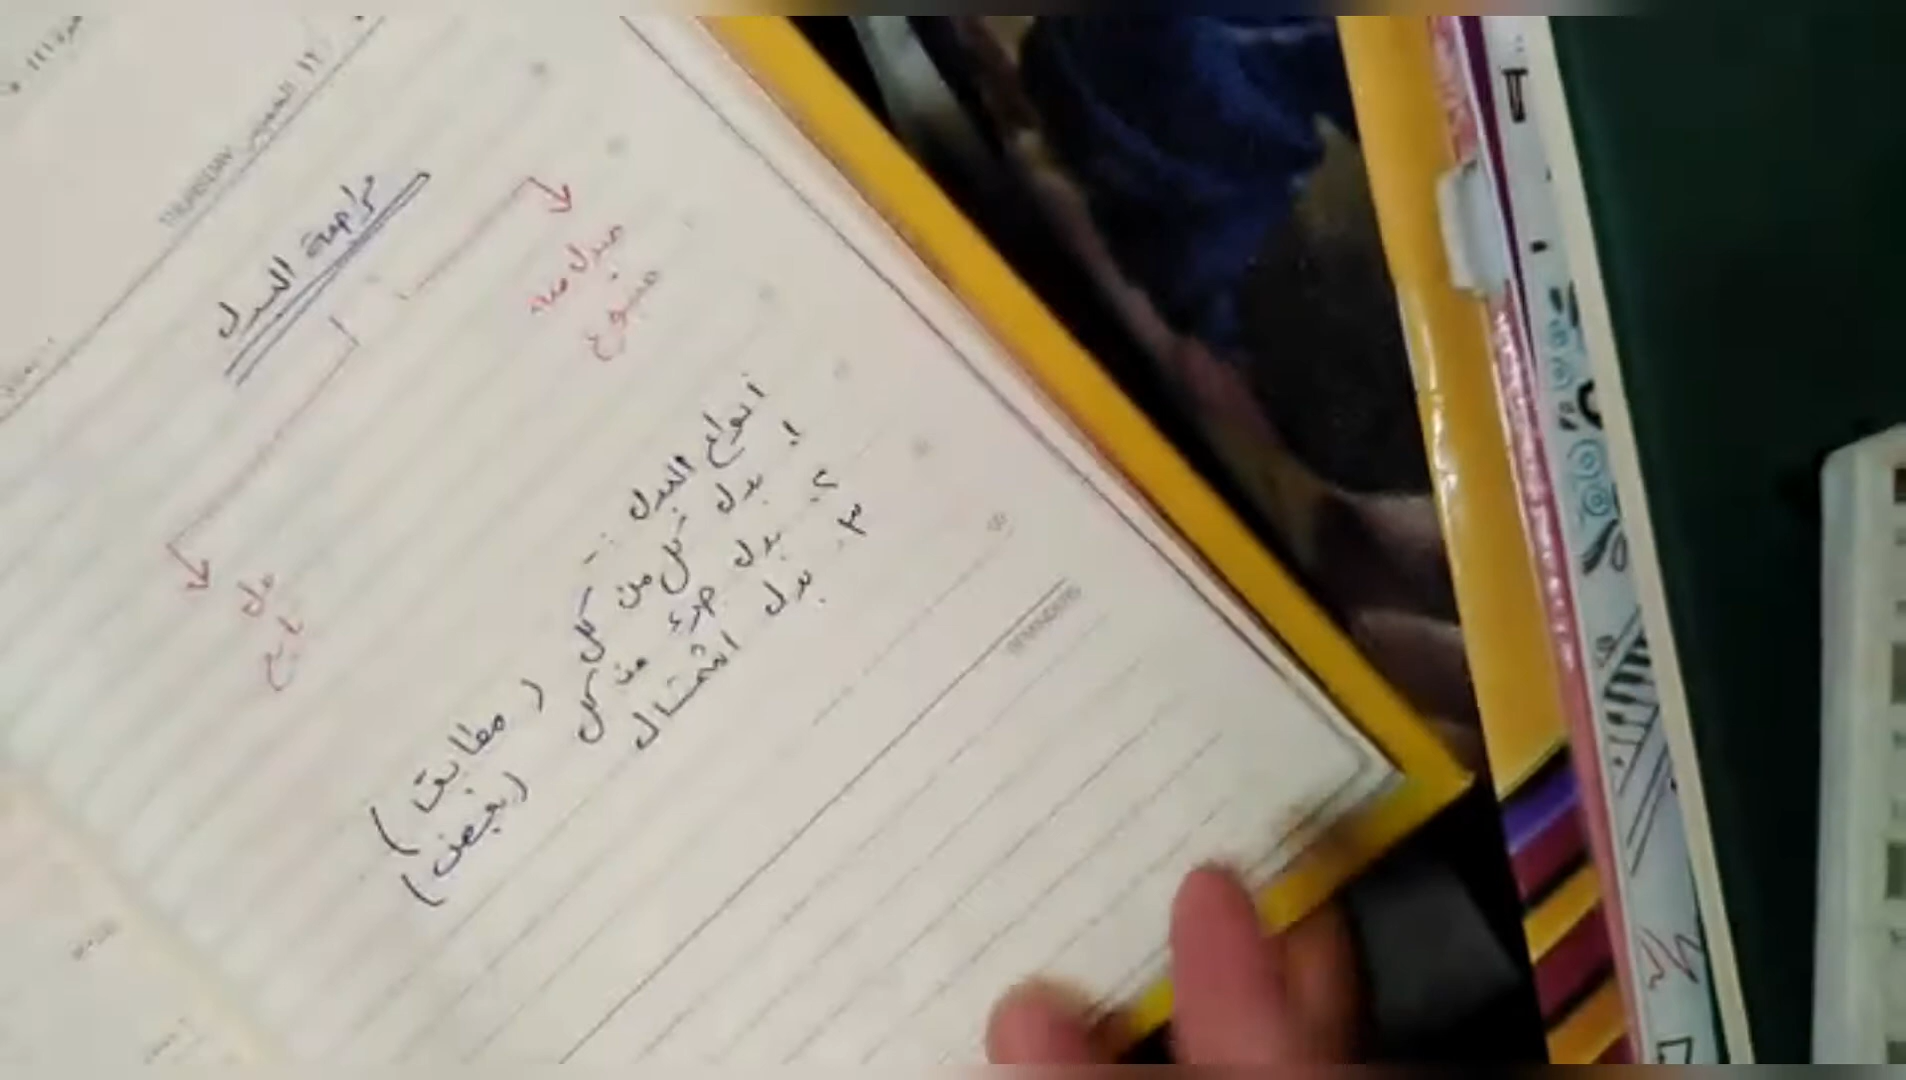 THURSDAY
مراجعة البدل
مبدل منه
متبوع
بدل
تابع
أنواع البدل :-
١. بدل كل من كل ( مطابق )
٢. بدل جزء من كل ( بعض )
٣. بدل اشتمال